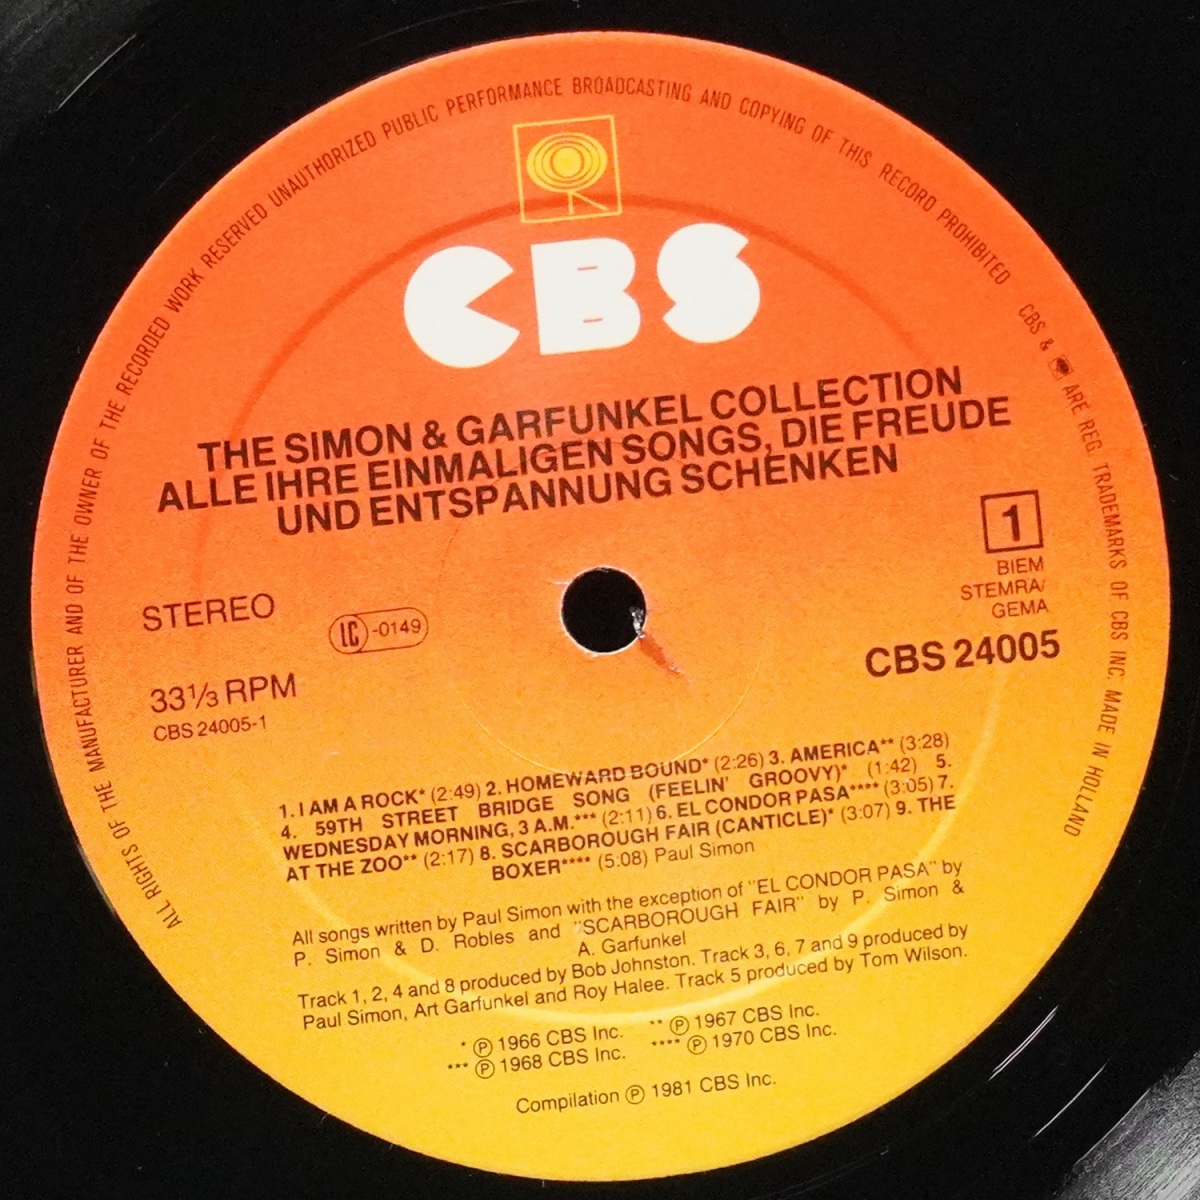 ALL RIGHTS OF THE MANUFACTURER AND OF THE OWNER OF THE RECORDED WORK RESERVED UNAUTHORIZED PUBLIC PERFORMANCE BROADCASTING AND COPYING OF THIS RECORD PROHIBITED CBS & ARE REG. TRADEMARKS OF CBS INC. MADE IN HOLLAND
CBS
THE SIMON & GARFUNKEL COLLECTION
ALLE IHRE EINMALIGEN SONGS, DIE FREUDE
UND ENTSPANNUNG SCHENKEN
1
BIEM
STEMRA/
GEMA
STEREO
LC-0149
CBS 24005
33⅓ RPM
CBS 24005-1
1. I AM A ROCK* (2:49) 2. HOMEWARD BOUND* (2:26) 3. AMERICA** (3:28)
4. 59TH STREET BRIDGE SONG (FEELIN' GROOVY)* (1:42) 5.
WEDNESDAY MORNING, 3 A.M.*** (2:11) 6. EL CONDOR PASA**** (3:05) 7.
AT THE ZOO** (2:17) 8. SCARBOROUGH FAIR (CANTICLE)* (3:07) 9. THE
BOXER**** (5:08) Paul Simon
All songs written by Paul Simon with the exception of "EL CONDOR PASA" by
P. Simon & D. Robles and "SCARBOROUGH FAIR" by P. Simon &
A. Garfunkel
Track 1, 2, 4 and 8 produced by Bob Johnston. Track 3, 6, 7 and 9 produced by
Paul Simon, Art Garfunkel and Roy Halee. Track 5 produced by Tom Wilson.
* ℗ 1966 CBS Inc. ** ℗ 1967 CBS Inc.
*** ℗ 1968 CBS Inc. **** ℗ 1970 CBS Inc.
Compilation ℗ 1981 CBS Inc.